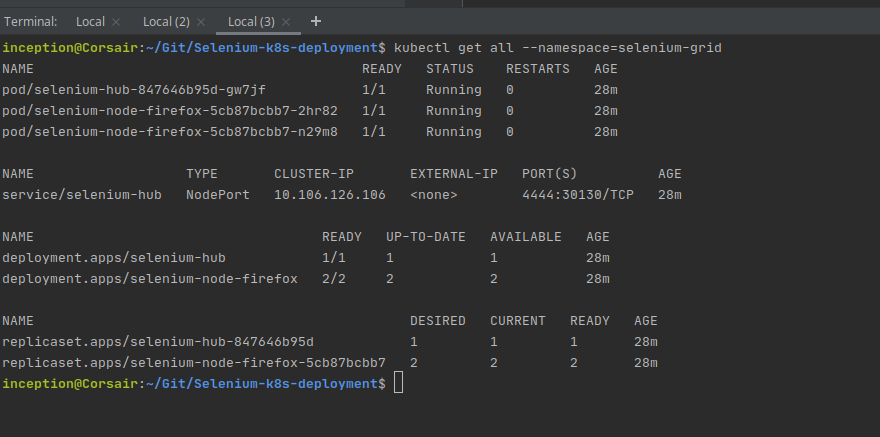 Terminal: Local × Local (2) × Local (3) × +
inception@Corsair:~/Git/Selenium-k8s-deployment$ kubectl get all --namespace=selenium-grid
NAME READY STATUS RESTARTS AGE
pod/selenium-hub-847646b95d-gw7jf 1/1 Running 0 28m
pod/selenium-node-firefox-5cb87bcbb7-2hr82 1/1 Running 0 28m
pod/selenium-node-firefox-5cb87bcbb7-n29m8 1/1 Running 0 28m
NAME TYPE CLUSTER-IP EXTERNAL-IP PORT(S) AGE
service/selenium-hub NodePort 10.106.126.106 <none> 4444:30130/TCP 28m
NAME READY UP-TO-DATE AVAILABLE AGE
deployment.apps/selenium-hub 1/1 1 1 28m
deployment.apps/selenium-node-firefox 2/2 2 2 28m
NAME DESIRED CURRENT READY AGE
replicaset.apps/selenium-hub-847646b95d 1 1 1 28m
replicaset.apps/selenium-node-firefox-5cb87bcbb7 2 2 2 28m
inception@Corsair:~/Git/Selenium-k8s-deployment$